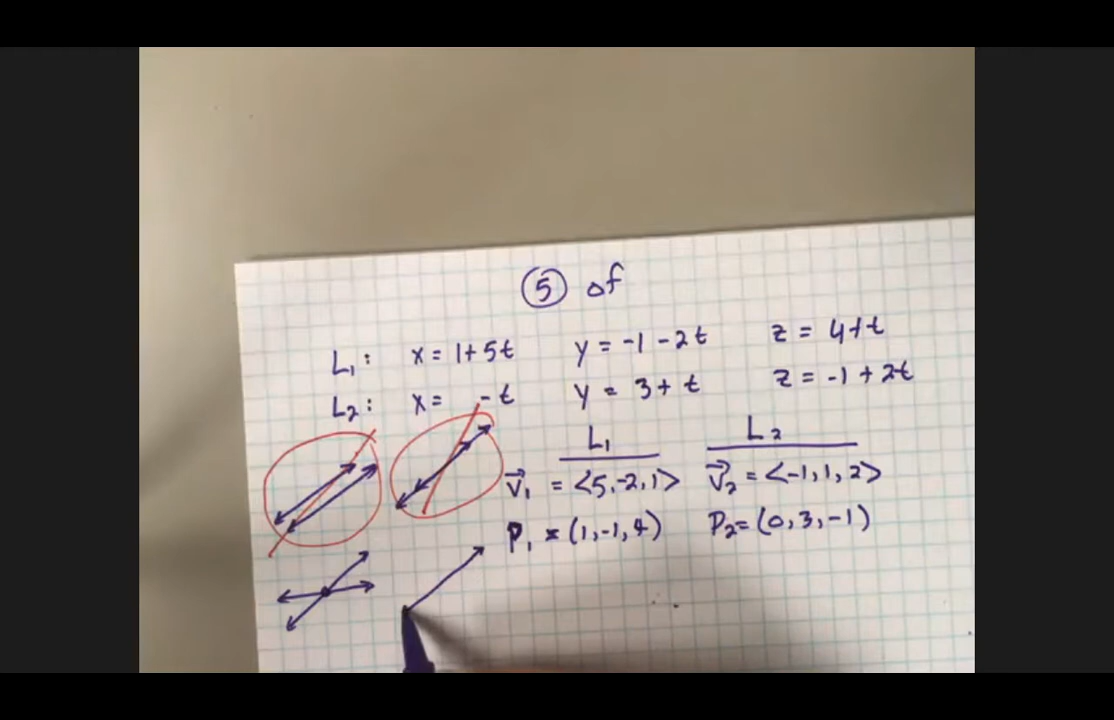 ⑤ of
L₁: x = 1+5t y = -1-2t z = 4+t
L₂: x = -t y = 3+t z = -1+2t
L₁ L₂
v⃗₁ = <5,-2,1> v⃗₂ = <-1,1,2>
P₁ = (1,-1,4) P₂ = (0,3,-1)